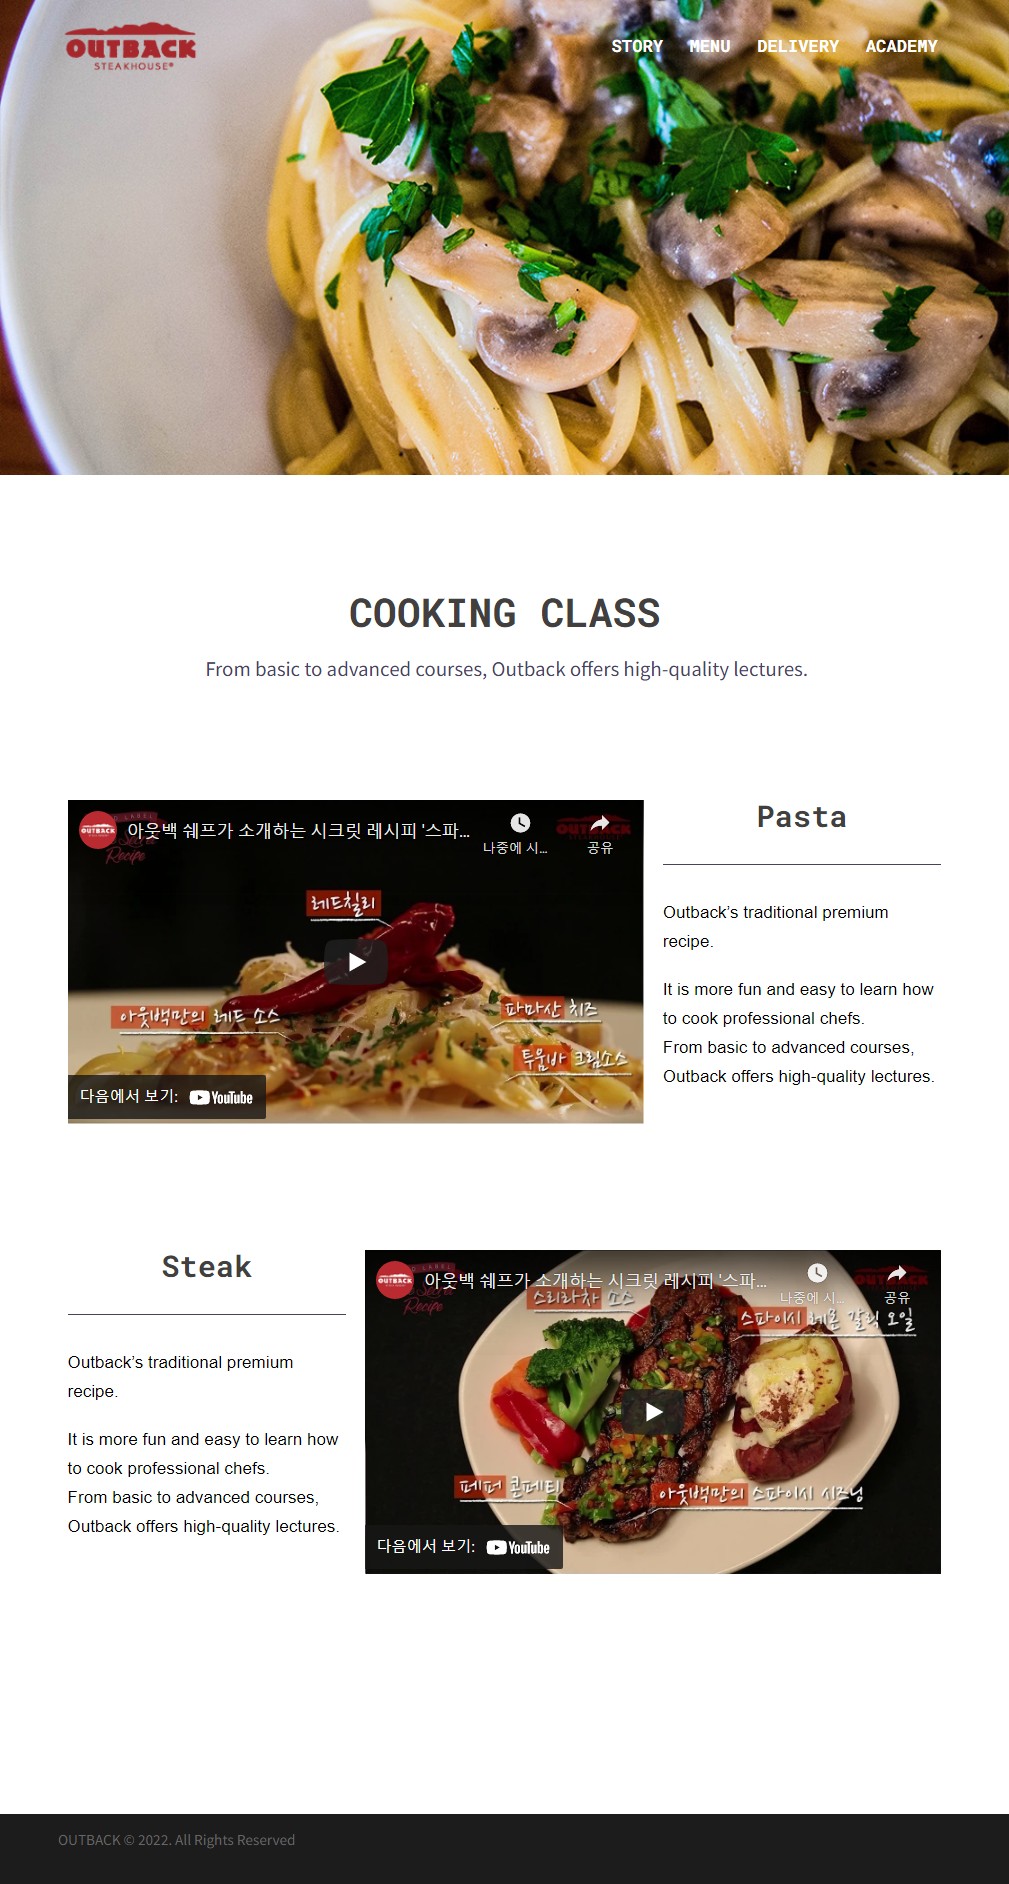 OUTBACK
STEAKHOUSE®
STORY MENU DELIVERY ACADEMY
COOKING CLASS
From basic to advanced courses, Outback offers high-quality lectures.
OUTBACK
Secret
Recipe
아웃백 쉐프가 소개하는 시크릿 레시피 '스파...
나중에 시...
공유
OUTBACK
레드칠리
아웃백만의 레드 소스
파마산 치즈
투움바 크림소스
다음에서 보기: YouTube
Pasta
Outback’s traditional premium
recipe.
It is more fun and easy to learn how
to cook professional chefs.
From basic to advanced courses,
Outback offers high-quality lectures.
Steak
Outback’s traditional premium
recipe.
It is more fun and easy to learn how
to cook professional chefs.
From basic to advanced courses,
Outback offers high-quality lectures.
OUTBACK
Secret
Recipe
아웃백 쉐프가 소개하는 시크릿 레시피 '스파...
나중에 시...
공유
OUTBACK
스리라차 소스
스파이시 레몬 갈릭 오일
페퍼 콘페티
아웃백만의 스파이시 시즈닝
다음에서 보기: YouTube
OUTBACK © 2022. All Rights Reserved